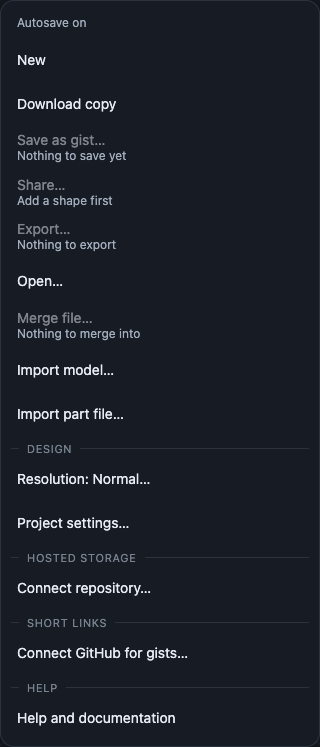 Autosave on
New
Download copy
Save as gist...
Nothing to save yet
Share...
Add a shape first
Export...
Nothing to export
Open...
Merge file...
Nothing to merge into
Import model...
Import part file...
DESIGN
Resolution: Normal...
Project settings...
HOSTED STORAGE
Connect repository...
SHORT LINKS
Connect GitHub for gists...
HELP
Help and documentation